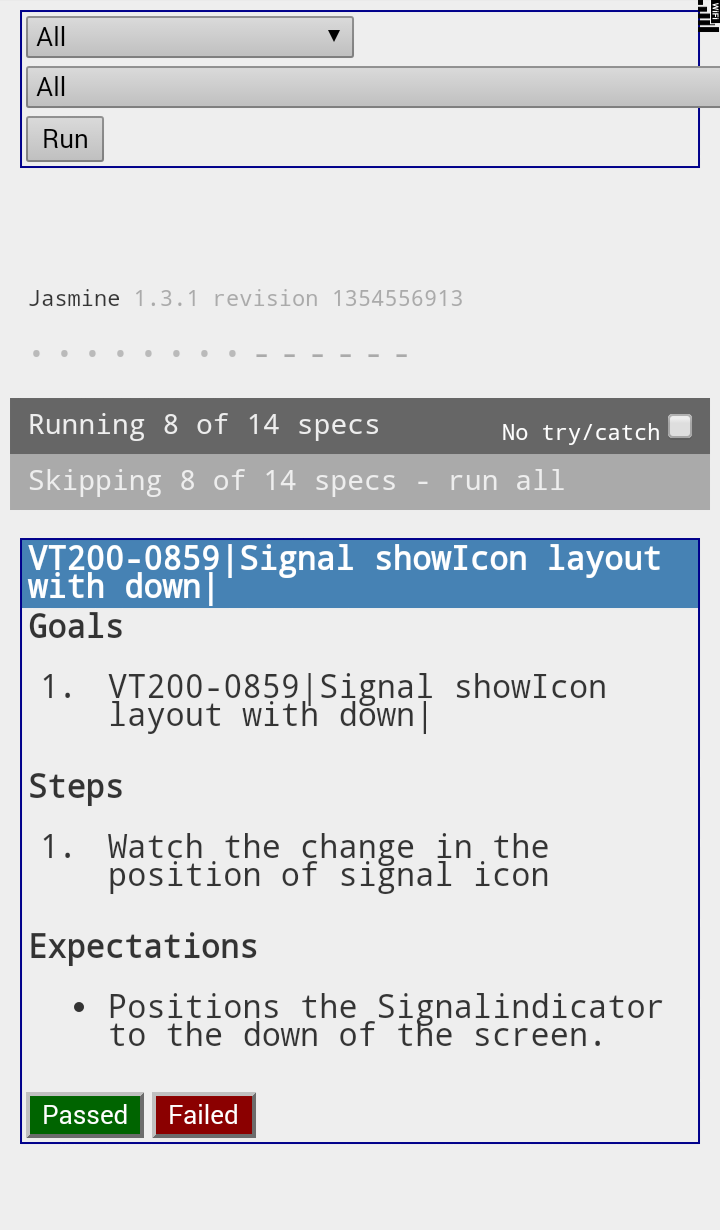 All ▼
WiFi
All
Run
Jasmine 1.3.1 revision 1354556913
• • • • • • • • - - - - - -
Running 8 of 14 specs No try/catch
Skipping 8 of 14 specs - run all
VT200-0859|Signal showIcon layout
with down|
Goals
1. VT200-0859|Signal showIcon
layout with down|
Steps
1. Watch the change in the
position of signal icon
Expectations
• Positions the Signalindicator
to the down of the screen.
Passed Failed